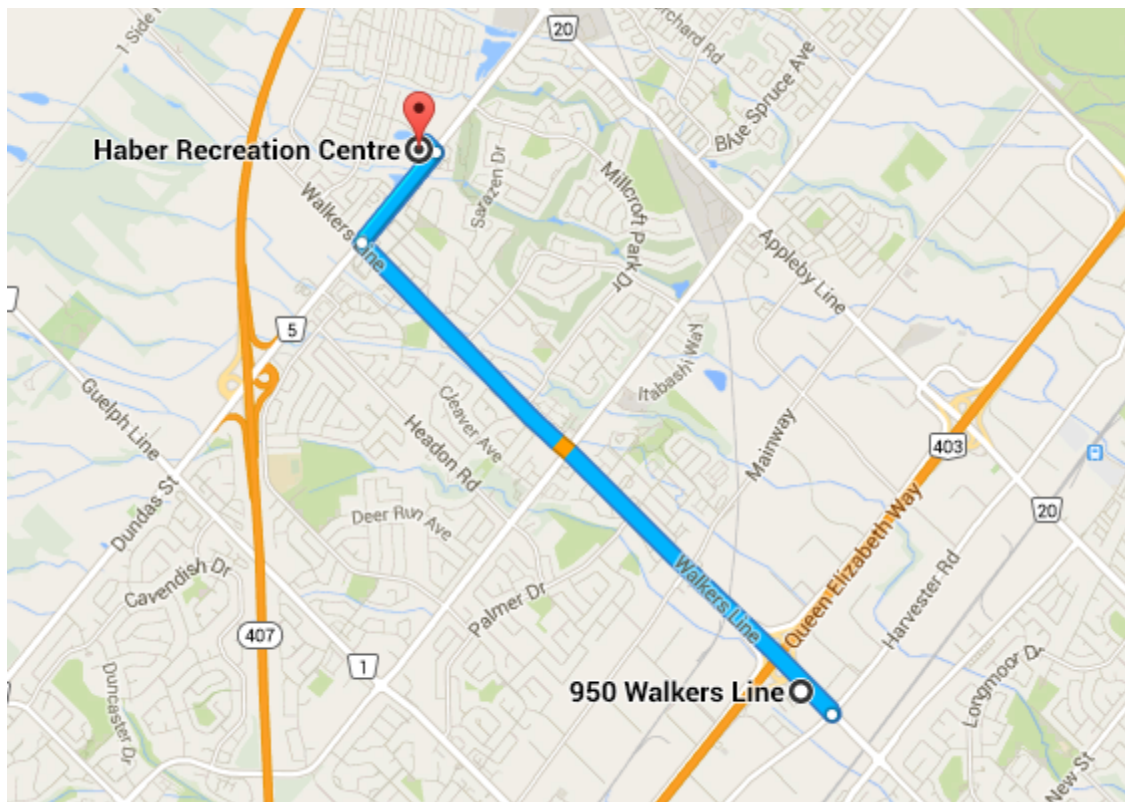 1 Side
20
Orchard Rd
Blue Spruce Ave
Haber Recreation Centre
Sarazen Dr
Millcroft Park Dr
Walkers Line
Appleby Line
5
Itabashi Way
Guelph Line
Cleaver Ave
Headon Rd
Mainway
403
Dundas St
Deer Run Ave
20
Queen Elizabeth Way
Cavendish Dr
Palmer Dr
Walkers Line
Harvester Rd
407
1
Duncaster Dr
950 Walkers Line
Longmoor Dr
New St